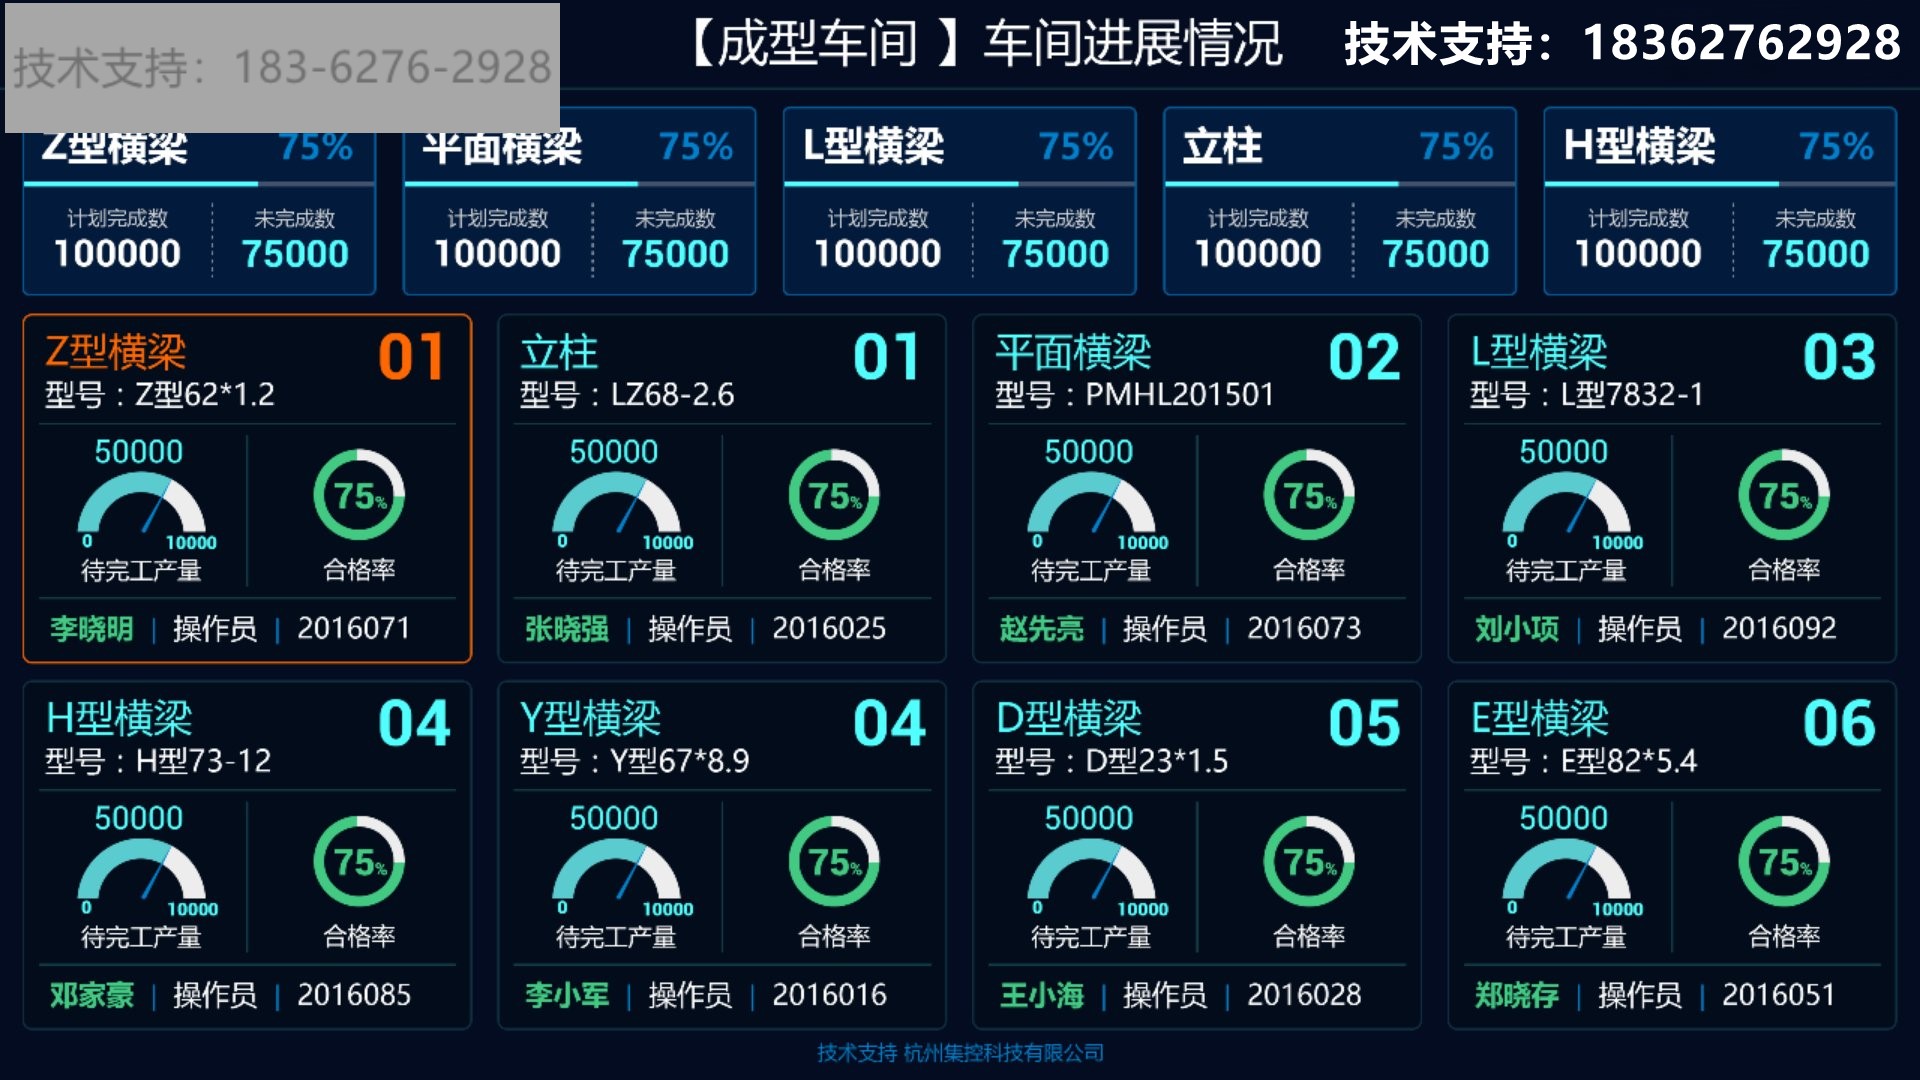 技术支持：183-6276-2928
【成型车间 】车间进展情况
技术支持：18362762928
Z型横梁 75%
计划完成数 未完成数
100000 75000
平面横梁 75%
计划完成数 未完成数
100000 75000
L型横梁 75%
计划完成数 未完成数
100000 75000
立柱 75%
计划完成数 未完成数
100000 75000
H型横梁 75%
计划完成数 未完成数
100000 75000
Z型横梁 01
型号：Z型62*1.2
50000
75%
0 10000
待完工产量 合格率
李晓明 | 操作员 | 2016071
立柱 01
型号：LZ68-2.6
50000
75%
0 10000
待完工产量 合格率
张晓强 | 操作员 | 2016025
平面横梁 02
型号：PMHL201501
50000
75%
0 10000
待完工产量 合格率
赵先亮 | 操作员 | 2016073
L型横梁 03
型号：L型7832-1
50000
75%
0 10000
待完工产量 合格率
刘小项 | 操作员 | 2016092
H型横梁 04
型号：H型73-12
50000
75%
0 10000
待完工产量 合格率
邓家豪 | 操作员 | 2016085
Y型横梁 04
型号：Y型67*8.9
50000
75%
0 10000
待完工产量 合格率
李小军 | 操作员 | 2016016
D型横梁 05
型号：D型23*1.5
50000
75%
0 10000
待完工产量 合格率
王小海 | 操作员 | 2016028
E型横梁 06
型号：E型82*5.4
50000
75%
0 10000
待完工产量 合格率
郑晓存 | 操作员 | 2016051
技术支持 杭州集控科技有限公司